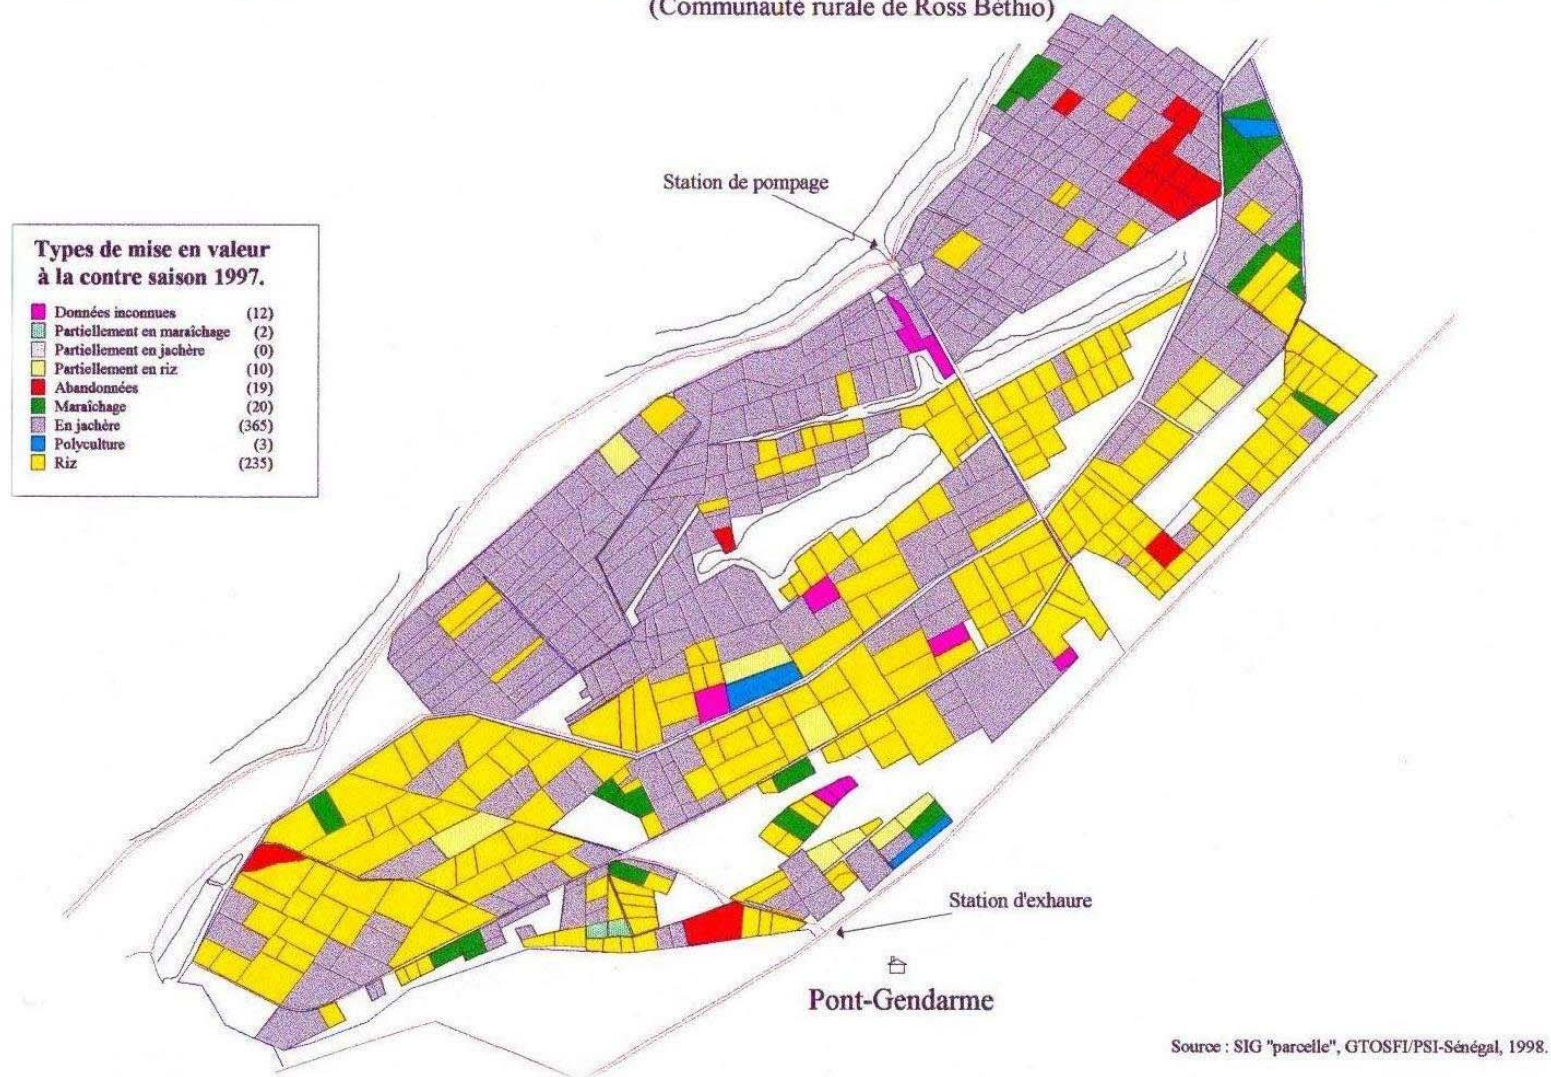 (Communauté rurale de Ross Béthio)
Station de pompage
Types de mise en valeur
à la contre saison 1997.
Données inconnues (12)
Partiellement en maraîchage (2)
Partiellement en jachère (0)
Partiellement en riz (10)
Abandonnées (19)
Maraîchage (20)
En jachère (365)
Polyculture (3)
Riz (235)
Station d'exhaure
Pont-Gendarme
Source : SIG "parcelle", GTOSFI/PSI-Sénégal, 1998.